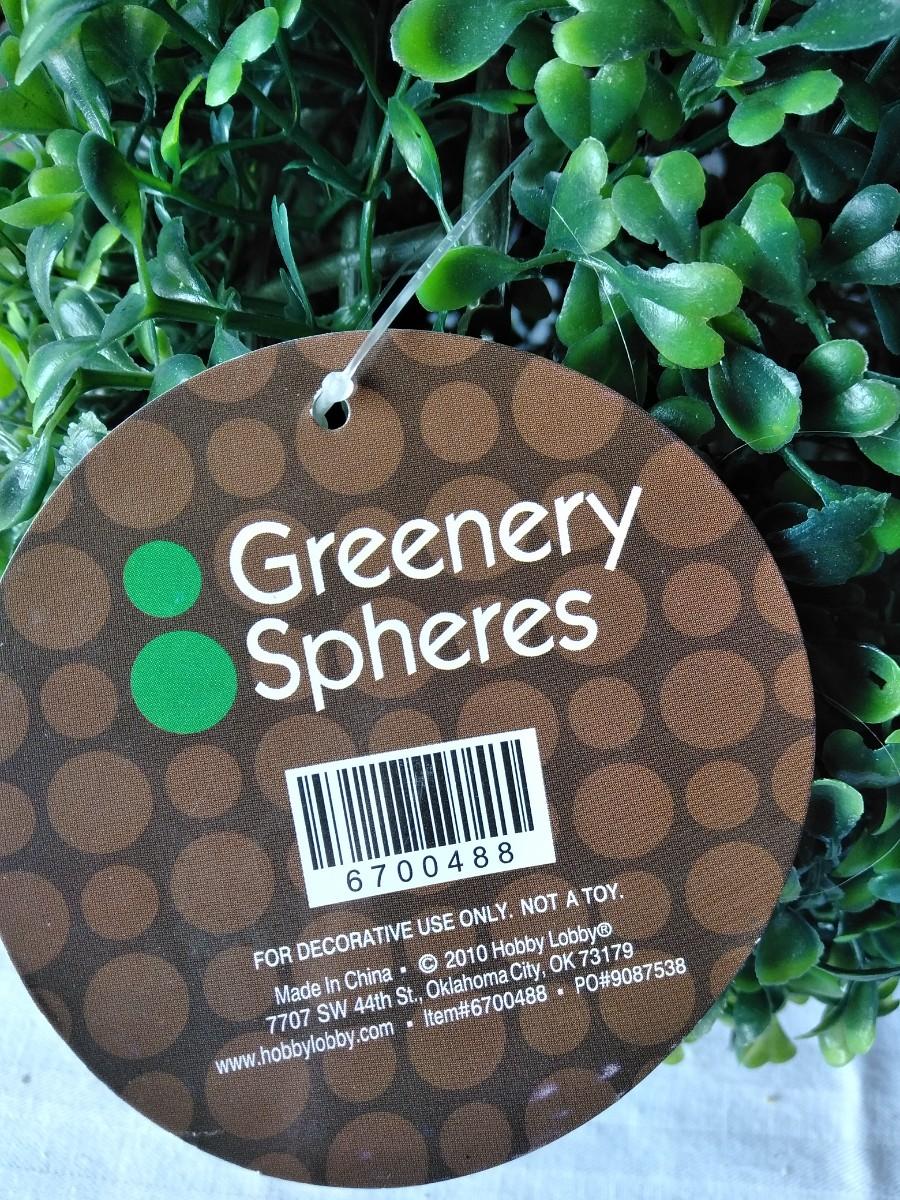 Greenery
Spheres
6700488
FOR DECORATIVE USE ONLY. NOT A TOY.
Made In China • © 2010 Hobby Lobby®
7707 SW 44th St., Oklahoma City, OK 73179
www.hobbylobby.com • Item#6700488 • PO#9087538